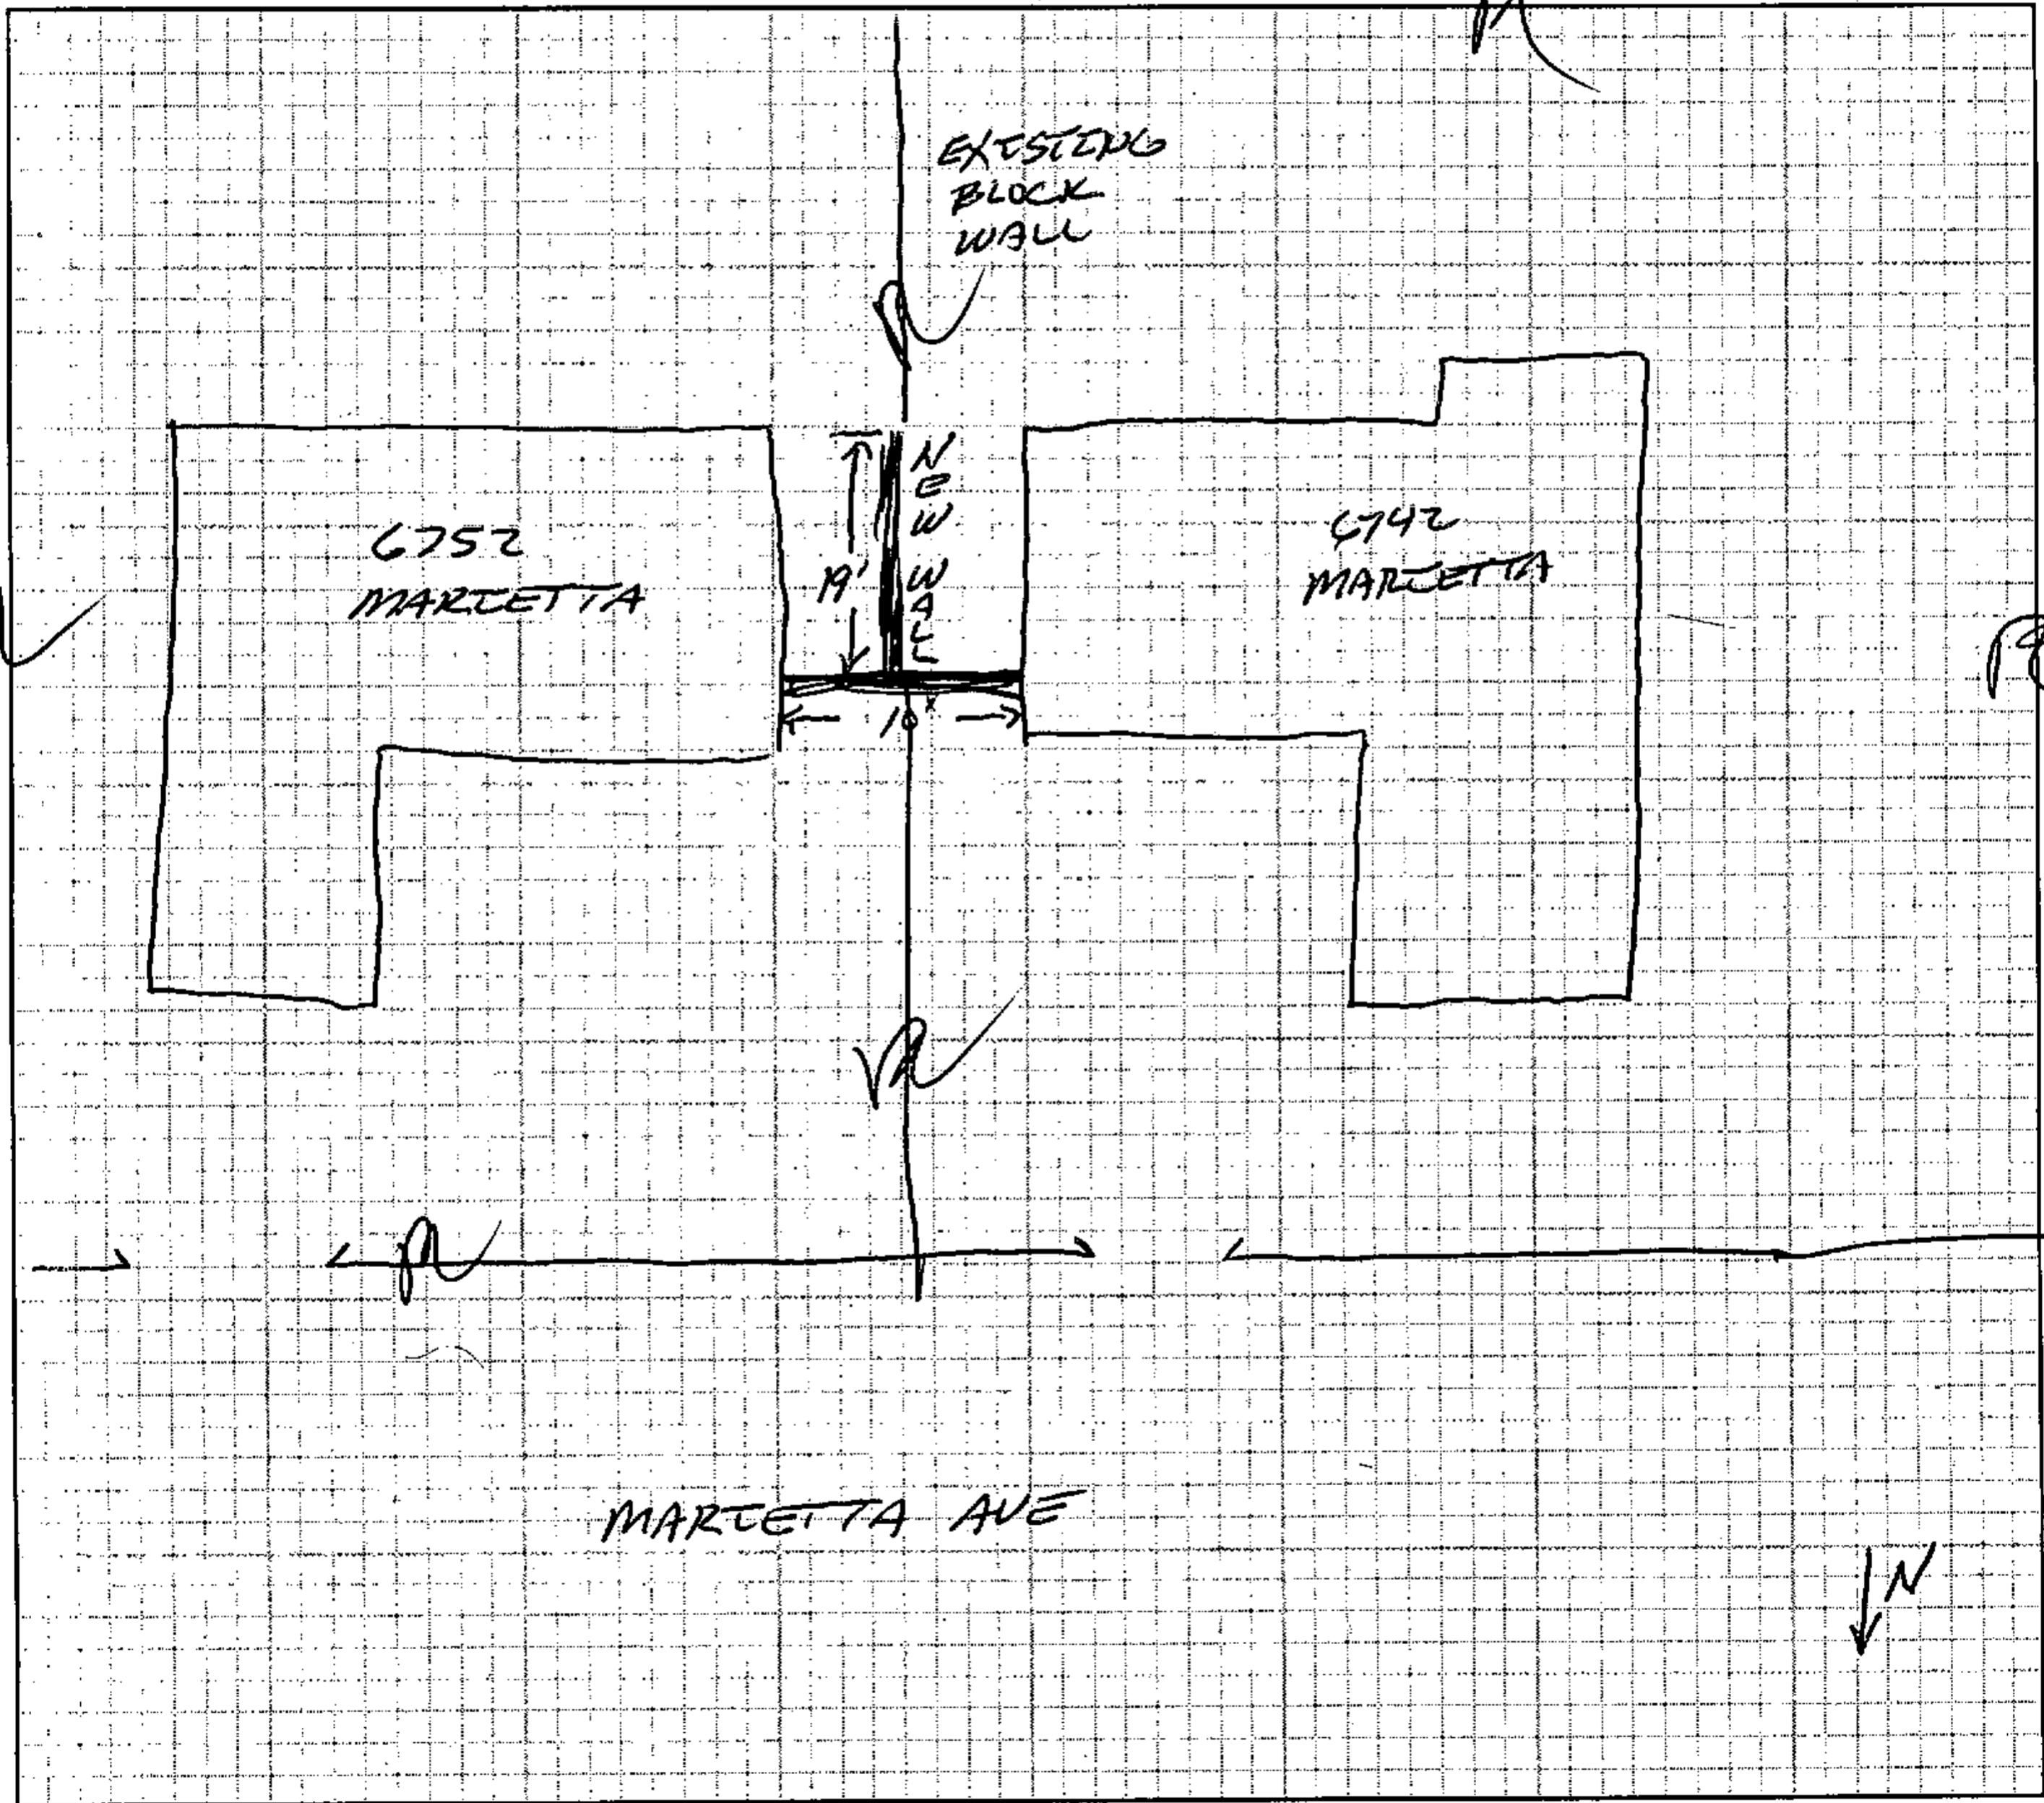 EXISTING
BLOCK
WALL
NEW WALL
19'
10'
6752
MARIETTA
6742
MARIETTA
MARIETTA AVE
N